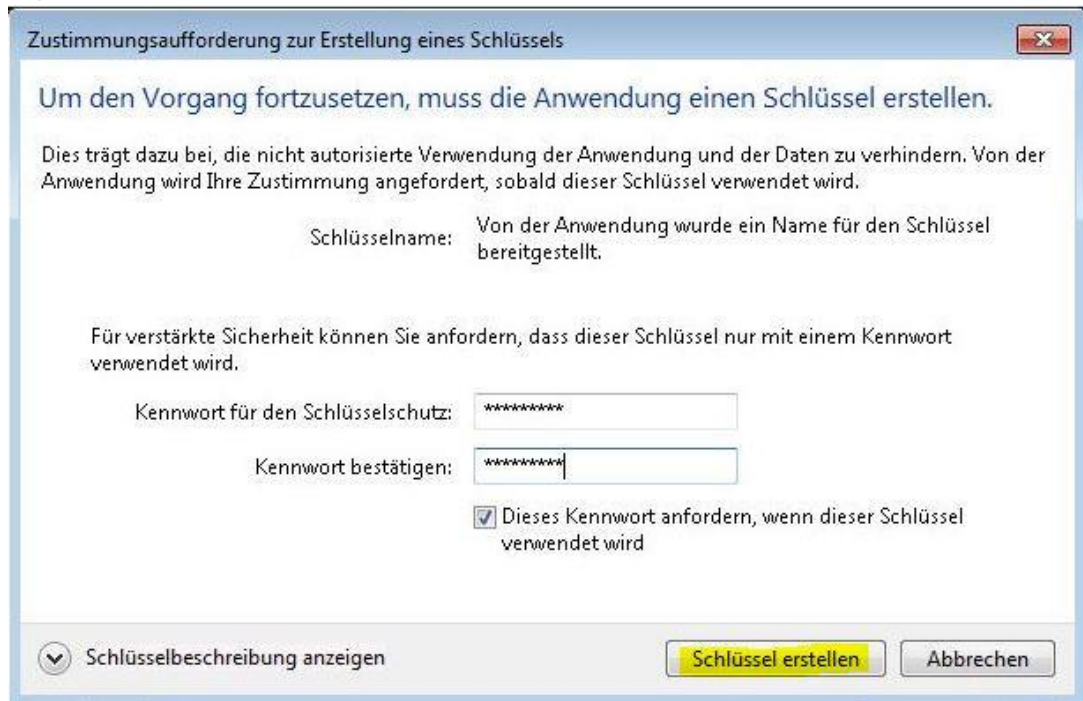 Zustimmungsaufforderung zur Erstellung eines Schlüssels
Um den Vorgang fortzusetzen, muss die Anwendung einen Schlüssel erstellen.
Dies trägt dazu bei, die nicht autorisierte Verwendung der Anwendung und der Daten zu verhindern. Von der
Anwendung wird Ihre Zustimmung angefordert, sobald dieser Schlüssel verwendet wird.
Schlüsselname: Von der Anwendung wurde ein Name für den Schlüssel
bereitgestellt.
Für verstärkte Sicherheit können Sie anfordern, dass dieser Schlüssel nur mit einem Kennwort
verwendet wird.
Kennwort für den Schlüsselschutz: *********
Kennwort bestätigen: *********
Dieses Kennwort anfordern, wenn dieser Schlüssel
verwendet wird
Schlüsselbeschreibung anzeigen Schlüssel erstellen Abbrechen